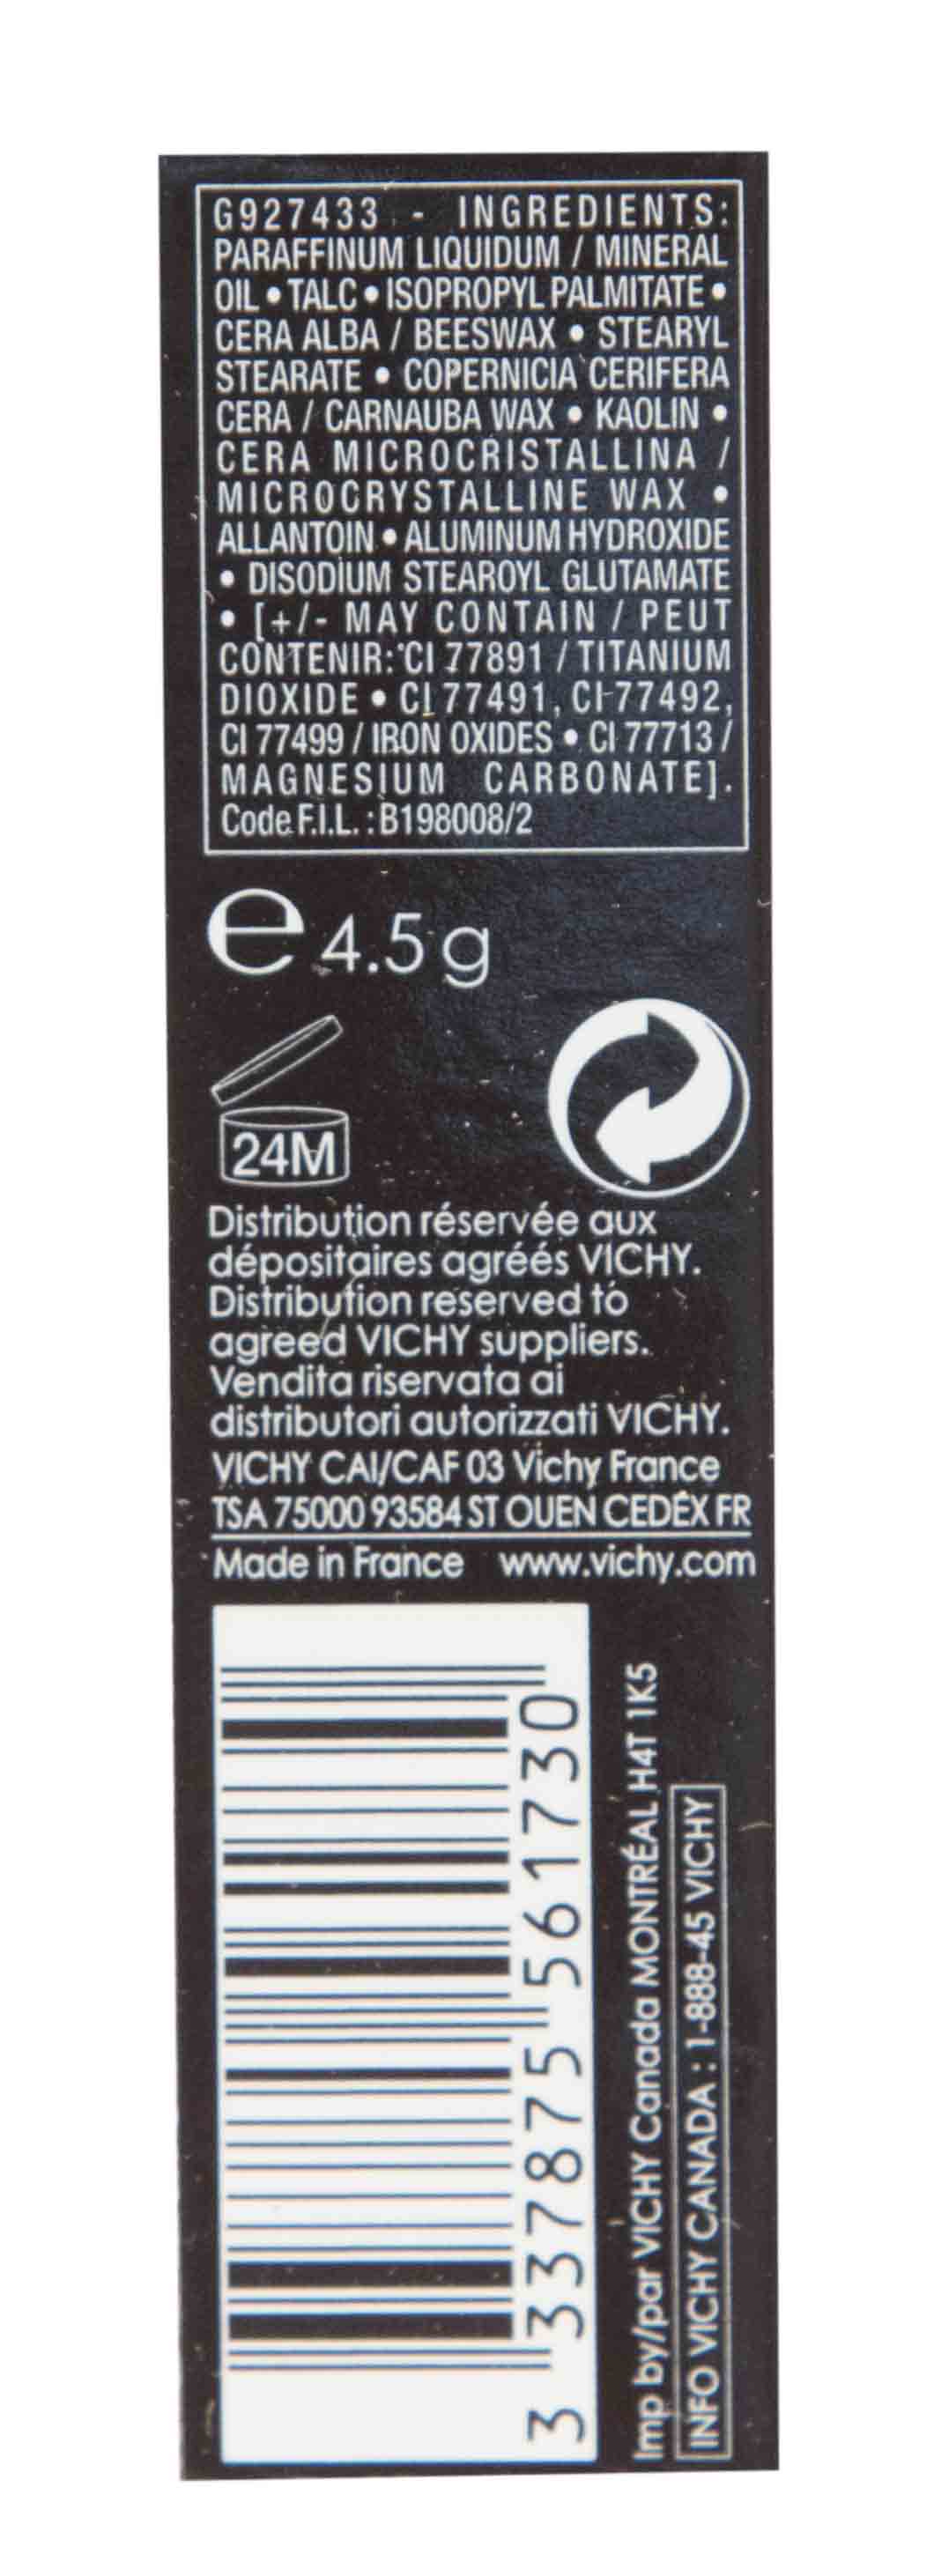 G927433 - INGREDIENTS:
PARAFFINUM LIQUIDUM / MINERAL
OIL • TALC • ISOPROPYL PALMITATE •
CERA ALBA / BEESWAX • STEARYL
STEARATE • COPERNICIA CERIFERA
CERA / CARNAUBA WAX • KAOLIN •
CERA MICROCRISTALLINA /
MICROCRYSTALLINE WAX •
ALLANTOIN • ALUMINUM HYDROXIDE
• DISODIUM STEAROYL GLUTAMATE
• [+/- MAY CONTAIN / PEUT
CONTENIR: CI 77891 / TITANIUM
DIOXIDE • CI 77491, CI 77492,
CI 77499 / IRON OXIDES • CI 77713 /
MAGNESIUM CARBONATE].
Code F.I.L. : B198008/2
e 4.5 g
24M
Distribution réservée aux
dépositaires agréés VICHY.
Distribution reserved to
agreed VICHY suppliers.
Vendita riservata ai
distributori autorizzati VICHY.
VICHY CAI/CAF 03 Vichy France
TSA 75000 93584 ST OUEN CEDEX FR
Made in France www.vichy.com
3 337875 561730
Imp by/par VICHY Canada MONTRÉAL H4T 1K5
INFO VICHY CANADA : 1-888-45 VICHY